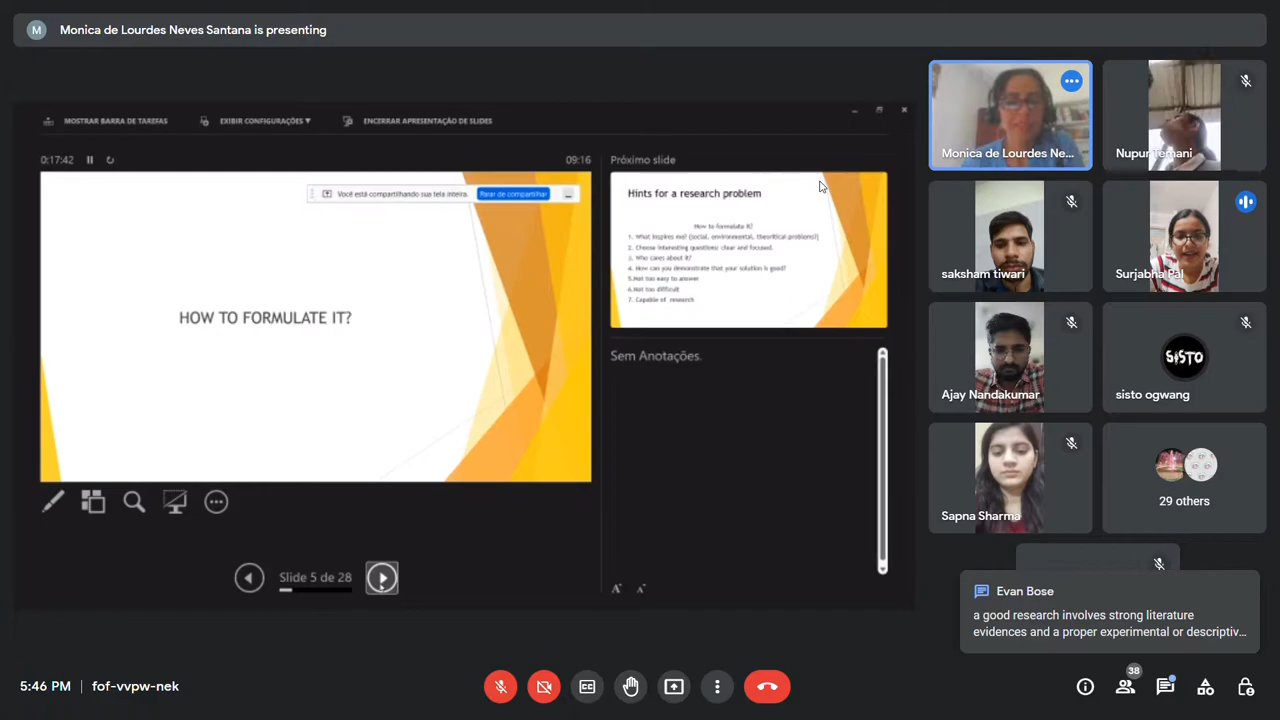 M
Monica de Lourdes Neves Santana is presenting
MOSTRAR BARRA DE TAREFAS
EXIBIR CONFIGURAÇÕES ▼
ENCERRAR APRESENTAÇÃO DE SLIDES
0:17:42
09:16
Você está compartilhando sua tela inteira.
Parar de compartilhar
HOW TO FORMULATE IT?
Slide 5 de 28
Próximo slide
Hints for a research problem
How to formulate it?
1. What inspires me? (social, environmental, theoritical problems?)
2. Choose interesting questions: clear and focused.
3. Who cares about it?
4. How can you demonstrate that your solution is good?
5.Not too easy to answer
6.Not too difficult
7. Capable of research
Sem Anotações.
A
A
Monica de Lourdes Ne...
Nupur Temani
saksham tiwari
Surjabha Pal
Ajay Nandakumar
SISTO
sisto ogwang
Sapna Sharma
29 others
Evan Bose
a good research involves strong literature
evidences and a proper experimental or descriptiv...
5:46 PM | fof-vvpw-nek
38